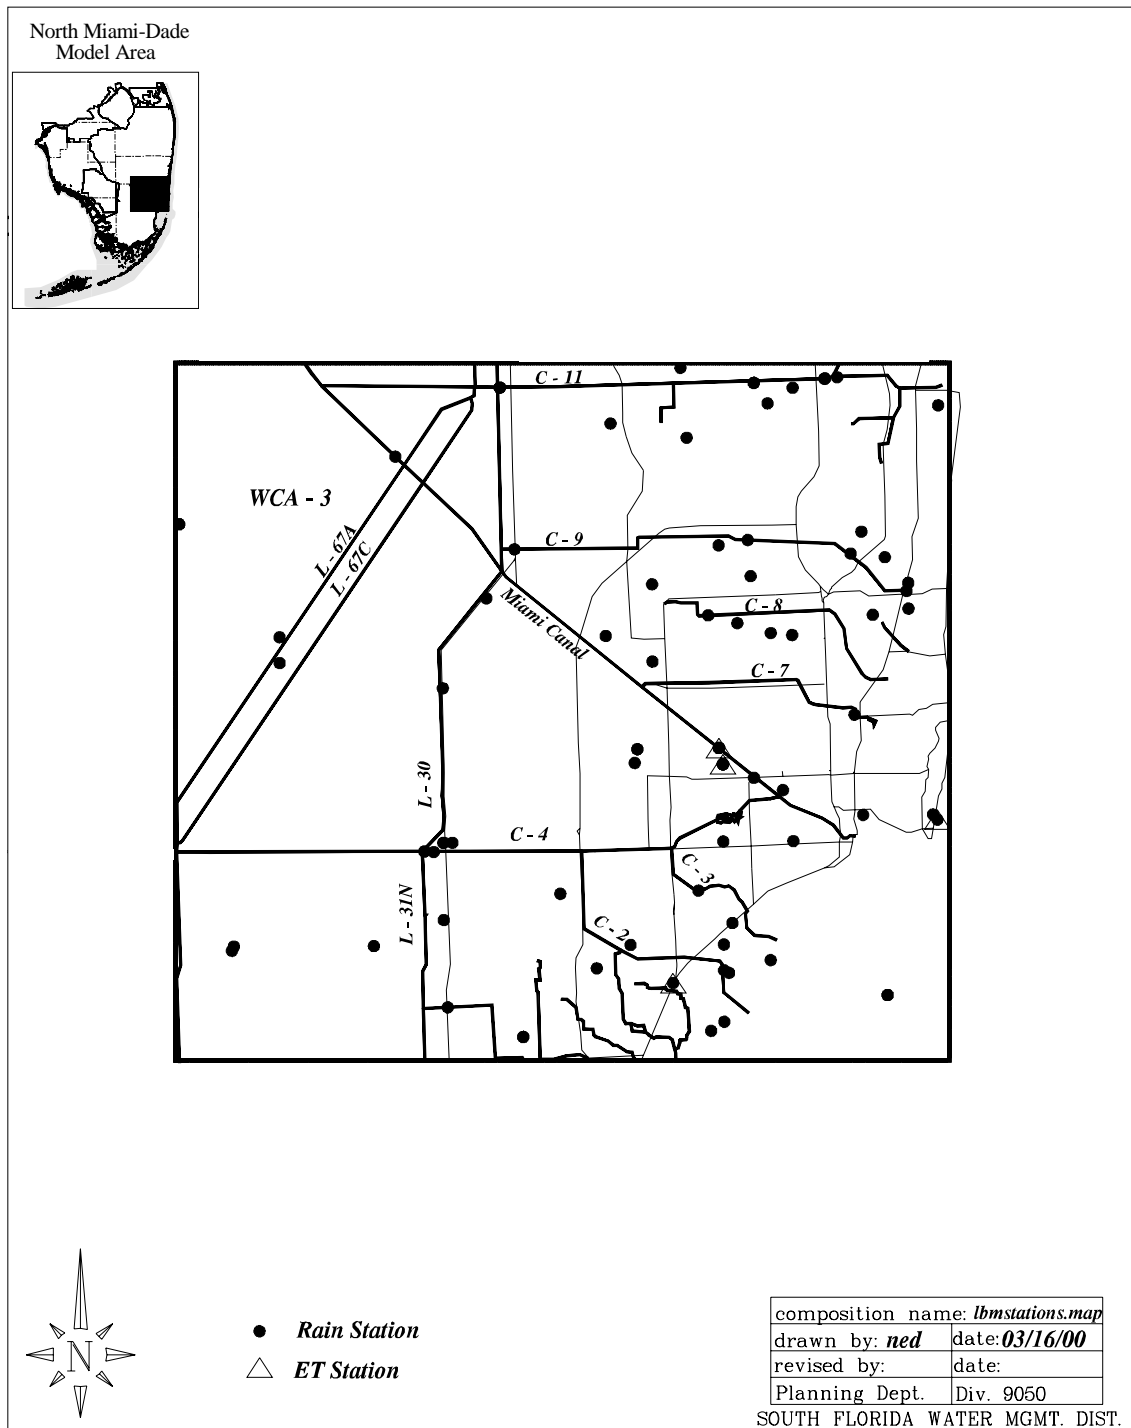 North Miami-Dade
Model Area
C - 11
WCA - 3
L - 67A
L - 67C
C - 9
Miami Canal
C - 8
C - 7
L - 30
C - 4
C - 3
L - 31N
C - 2
N
Rain Station
ET Station
composition name: lbmstations.map
drawn by: ned date: 03/16/00
revised by: date:
Planning Dept. Div. 9050
SOUTH FLORIDA WATER MGMT. DIST.